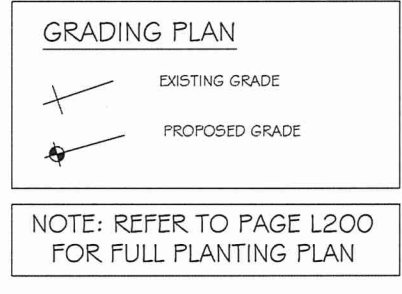 GRADING PLAN
EXISTING GRADE
PROPOSED GRADE
NOTE: REFER TO PAGE L200
FOR FULL PLANTING PLAN